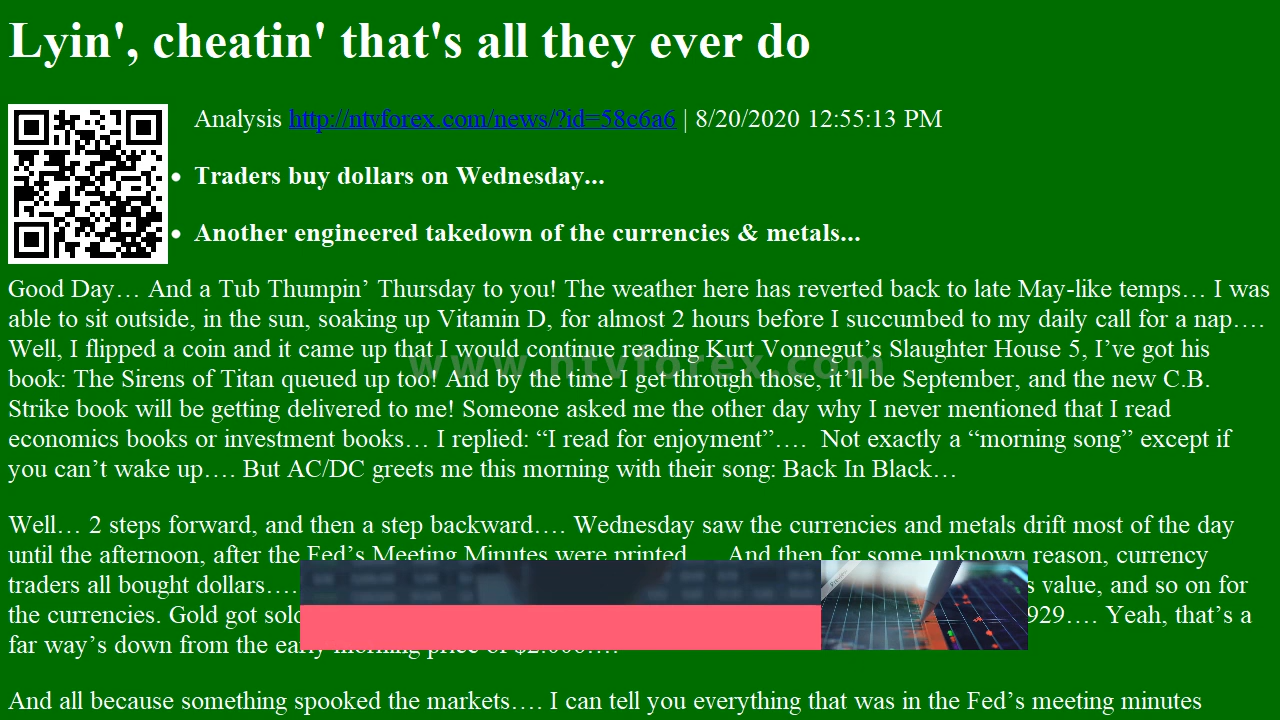 Lyin', cheatin' that's all they ever do
Analysis http://ntvforex.com/news/?id=58c6a6 | 8/20/2020 12:55:13 PM
• Traders buy dollars on Wednesday...
• Another engineered takedown of the currencies & metals...
Good Day… And a Tub Thumpin’ Thursday to you! The weather here has reverted back to late May-like temps… I was
able to sit outside, in the sun, soaking up Vitamin D, for almost 2 hours before I succumbed to my daily call for a nap….
Well, I flipped a coin and it came up that I would continue reading Kurt Vonnegut’s Slaughter House 5, I’ve got his
www.ntvforex.com
book: The Sirens of Titan queued up too! And by the time I get through those, it’ll be September, and the new C.B.
Strike book will be getting delivered to me! Someone asked me the other day why I never mentioned that I read
economics books or investment books… I replied: “I read for enjoyment”…. Not exactly a “morning song” except if
you can’t wake up…. But AC/DC greets me this morning with their song: Back In Black…
Well… 2 steps forward, and then a step backward…. Wednesday saw the currencies and metals drift most of the day
until the afternoon, after the Fed’s Meeting Minutes were printed…. And then for some unknown reason, currency
traders all bought dollars…. s value, and so on for
the currencies. Gold got sold 929…. Yeah, that’s a
far way’s down from the early morning price of $2,000….
And all because something spooked the markets…. I can tell you everything that was in the Fed’s meeting minutes